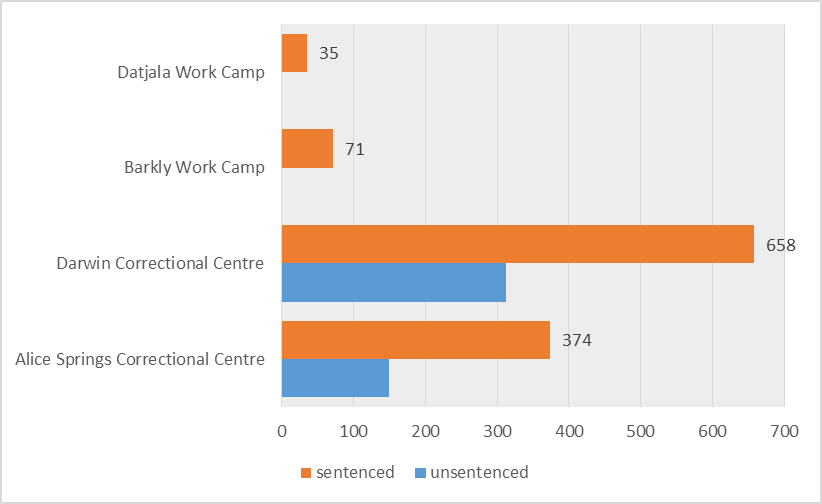 Datjala Work Camp
35
Barkly Work Camp
71
Darwin Correctional Centre
658
Alice Springs Correctional Centre
374
0 100 200 300 400 500 600 700
sentenced unsentenced